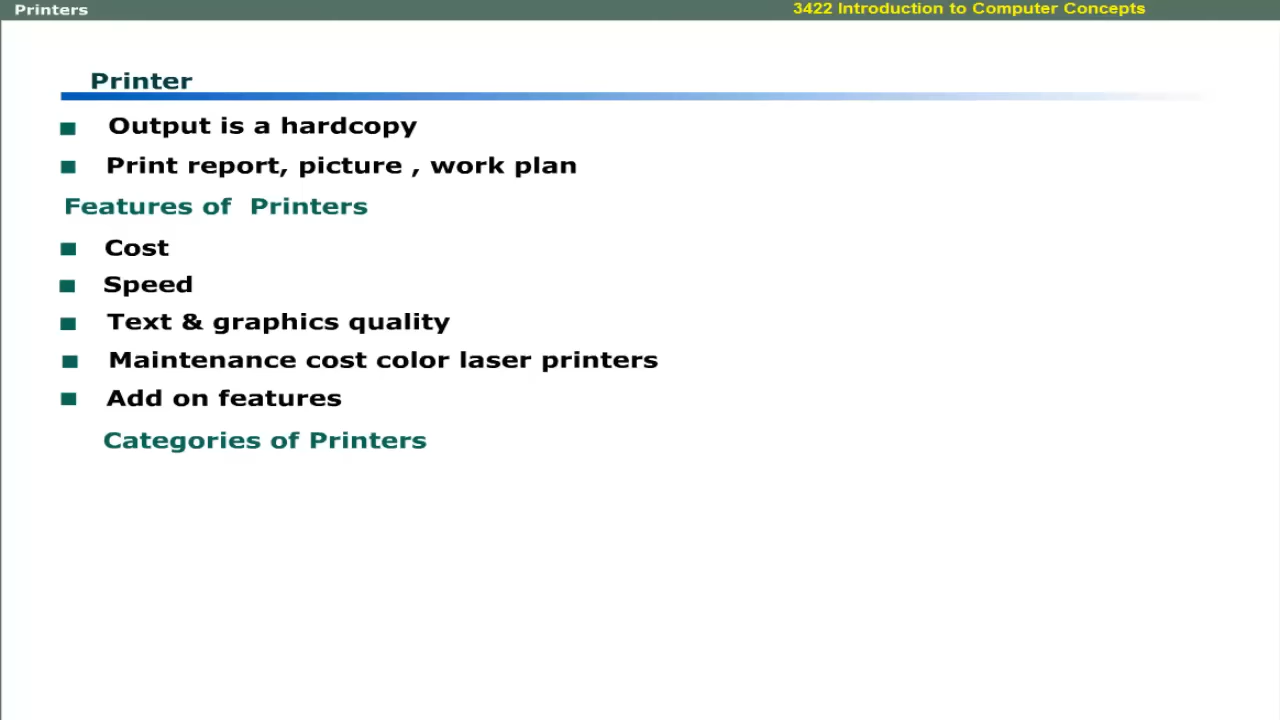 Printers
3422 Introduction to Computer Concepts
Printer
Output is a hardcopy
Print report, picture , work plan
Features of Printers
Cost
Speed
Text & graphics quality
Maintenance cost color laser printers
Add on features
Categories of Printers